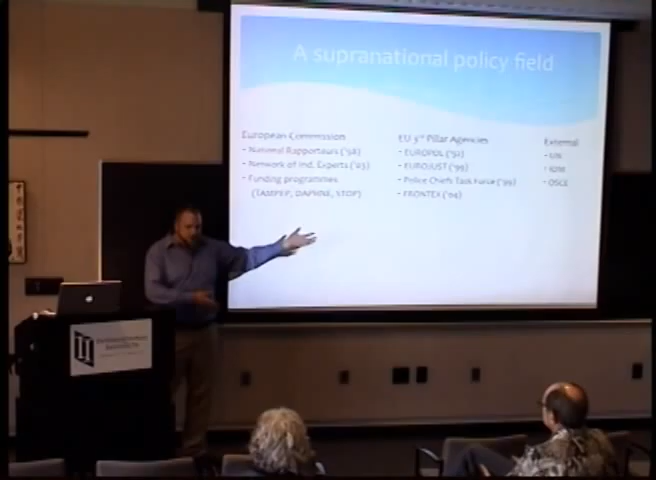 A supranational policy field
European Commission
- National Rapporteurs ('98)
- Network of Ind. Experts ('03)
- Funding programmes
(TAMPEP, DAPHNE, STOP)
EU 3rd Pillar Agencies
- EUROPOL ('92)
- EUROJUST ('99)
- Police Chiefs Task Force ('99)
- FRONTEX ('04)
External
- UN
- IOM
- OSCE